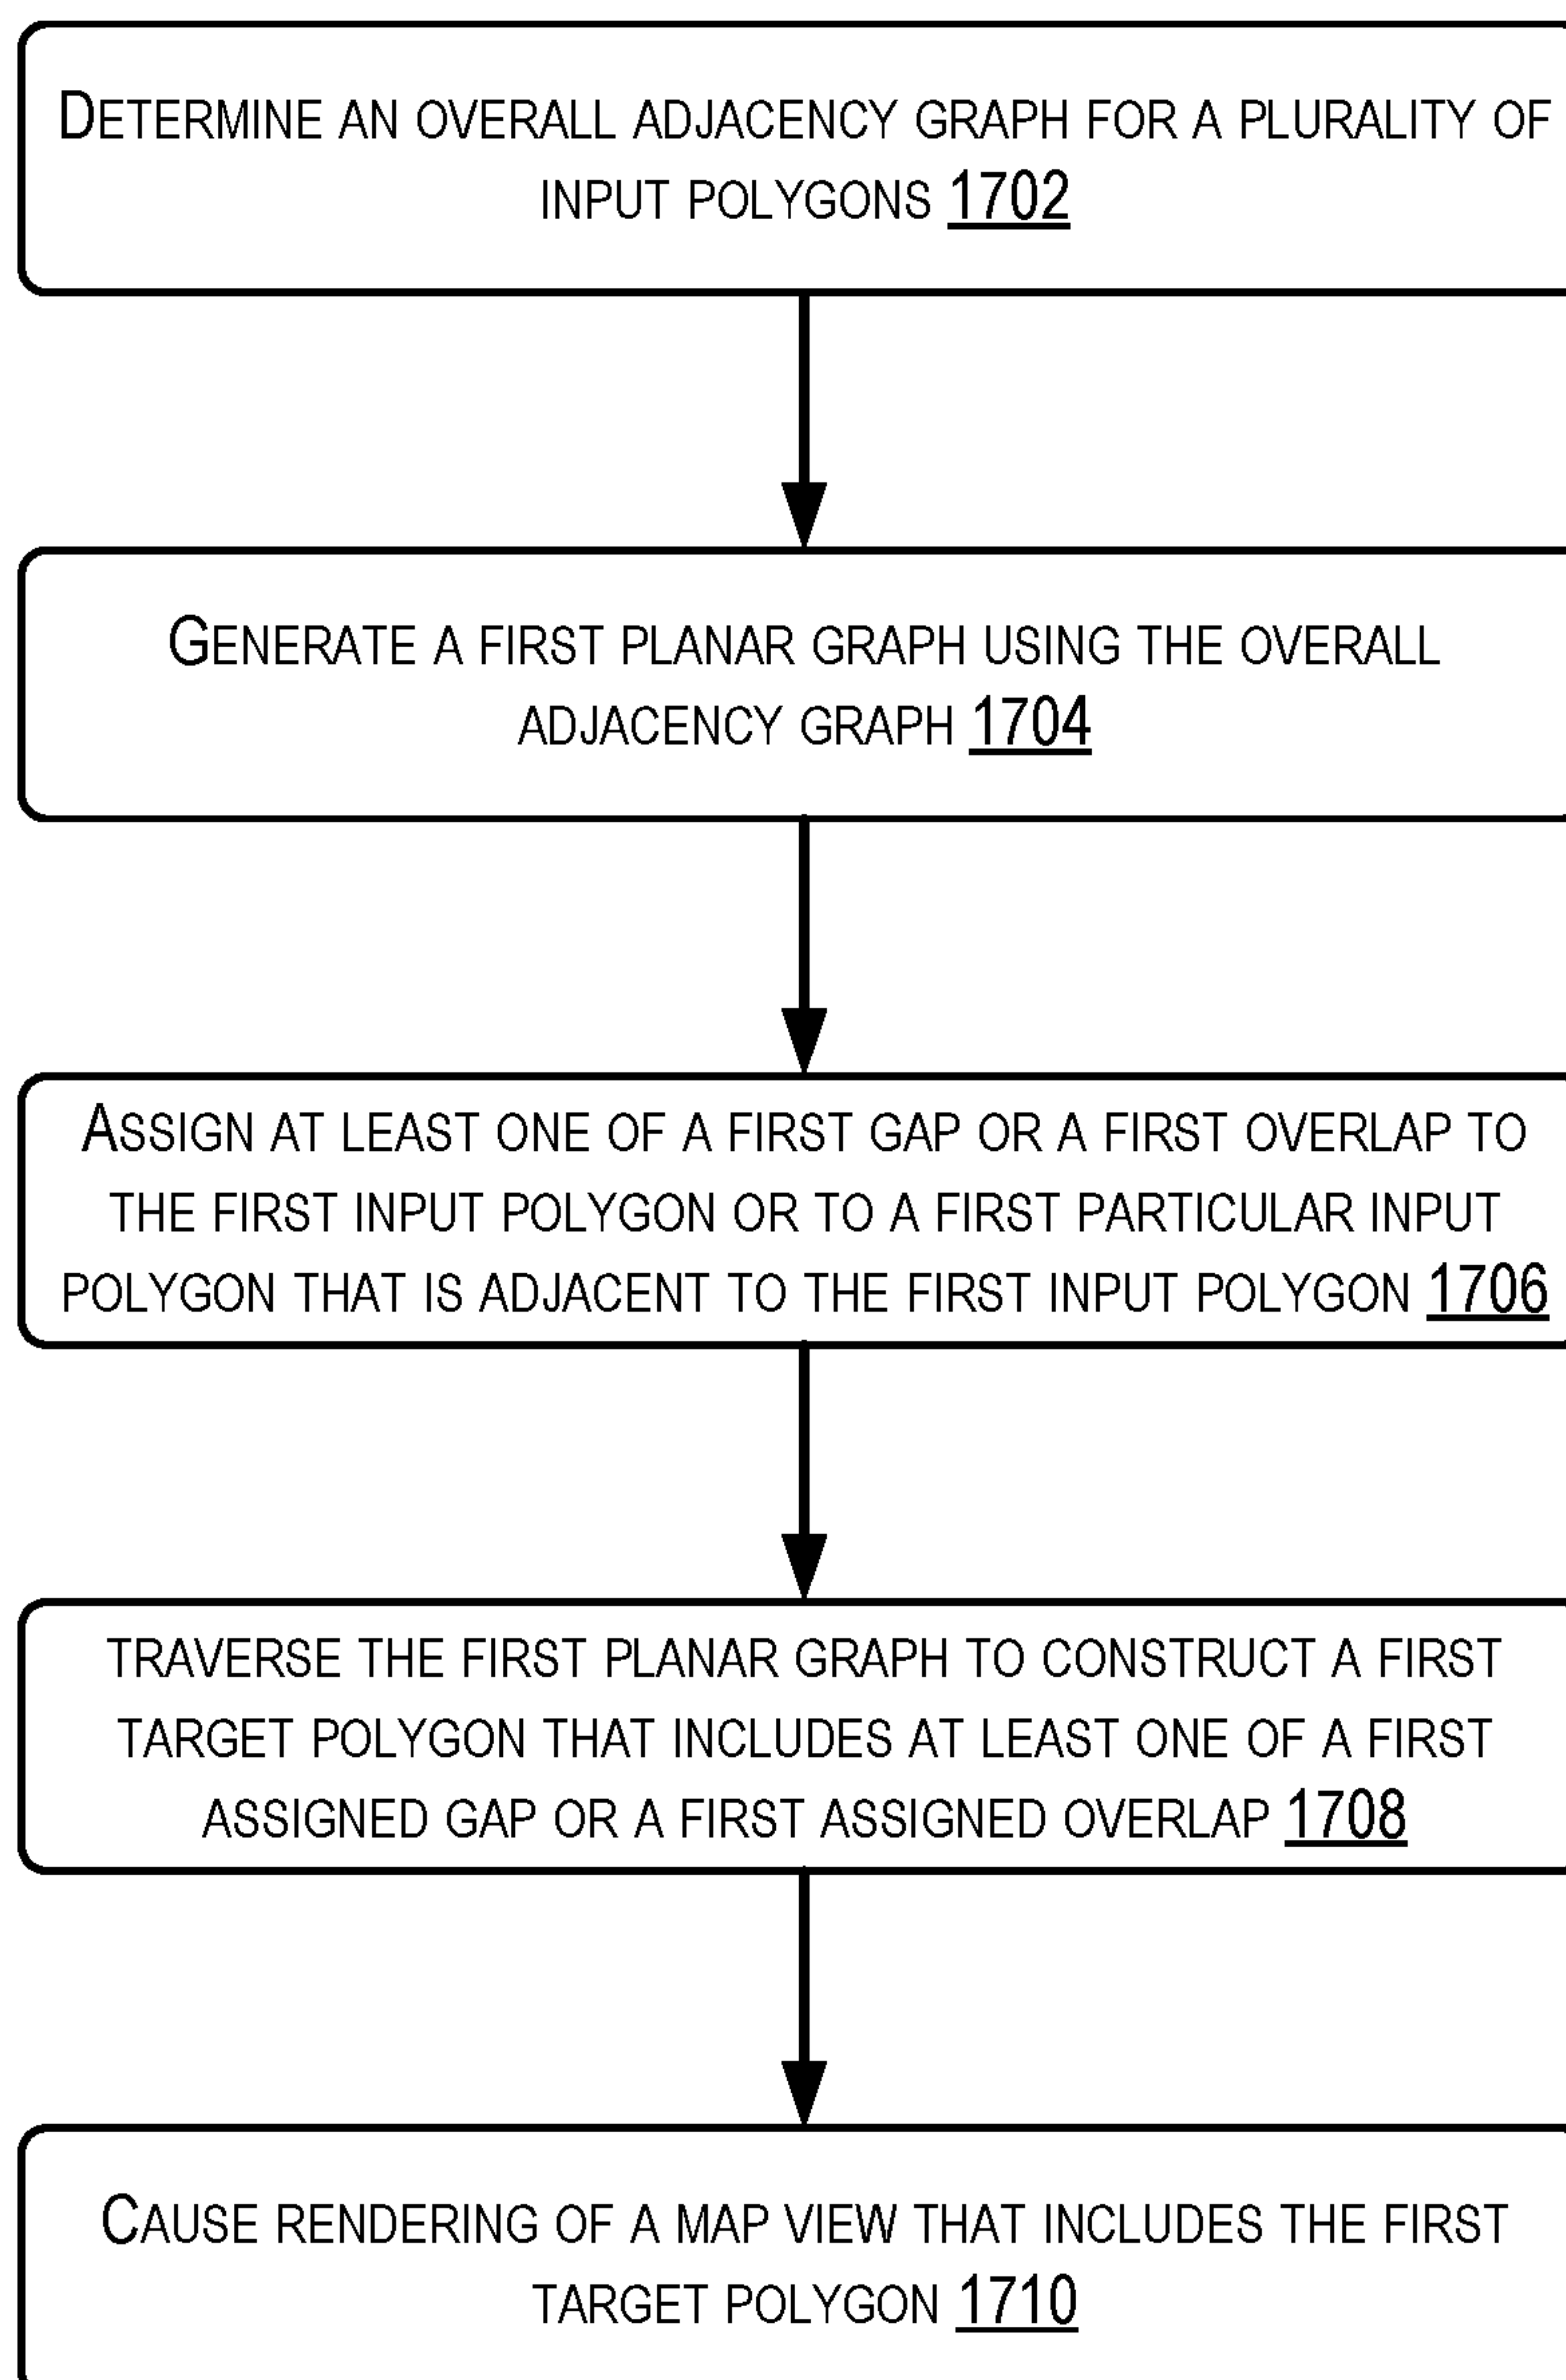 DETERMINE AN OVERALL ADJACENCY GRAPH FOR A PLURALITY OF
INPUT POLYGONS 1702
GENERATE A FIRST PLANAR GRAPH USING THE OVERALL
ADJACENCY GRAPH 1704
ASSIGN AT LEAST ONE OF A FIRST GAP OR A FIRST OVERLAP TO
THE FIRST INPUT POLYGON OR TO A FIRST PARTICULAR INPUT
POLYGON THAT IS ADJACENT TO THE FIRST INPUT POLYGON 1706
TRAVERSE THE FIRST PLANAR GRAPH TO CONSTRUCT A FIRST
TARGET POLYGON THAT INCLUDES AT LEAST ONE OF A FIRST
ASSIGNED GAP OR A FIRST ASSIGNED OVERLAP 1708
CAUSE RENDERING OF A MAP VIEW THAT INCLUDES THE FIRST
TARGET POLYGON 1710